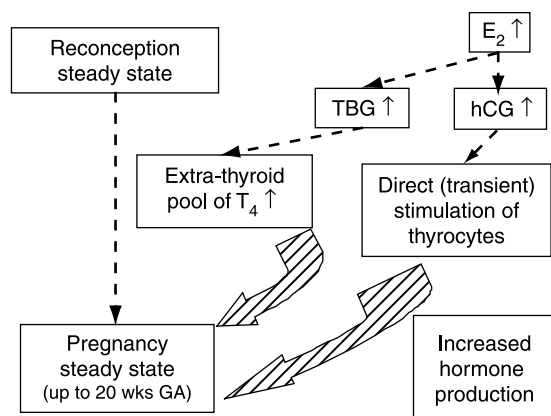 Reconception
steady state
E₂ ↑
TBG ↑
hCG ↑
Extra-thyroid
pool of T₄ ↑
Direct (transient)
stimulation of
thyrocytes
Pregnancy
steady state
(up to 20 wks GA)
Increased
hormone
production